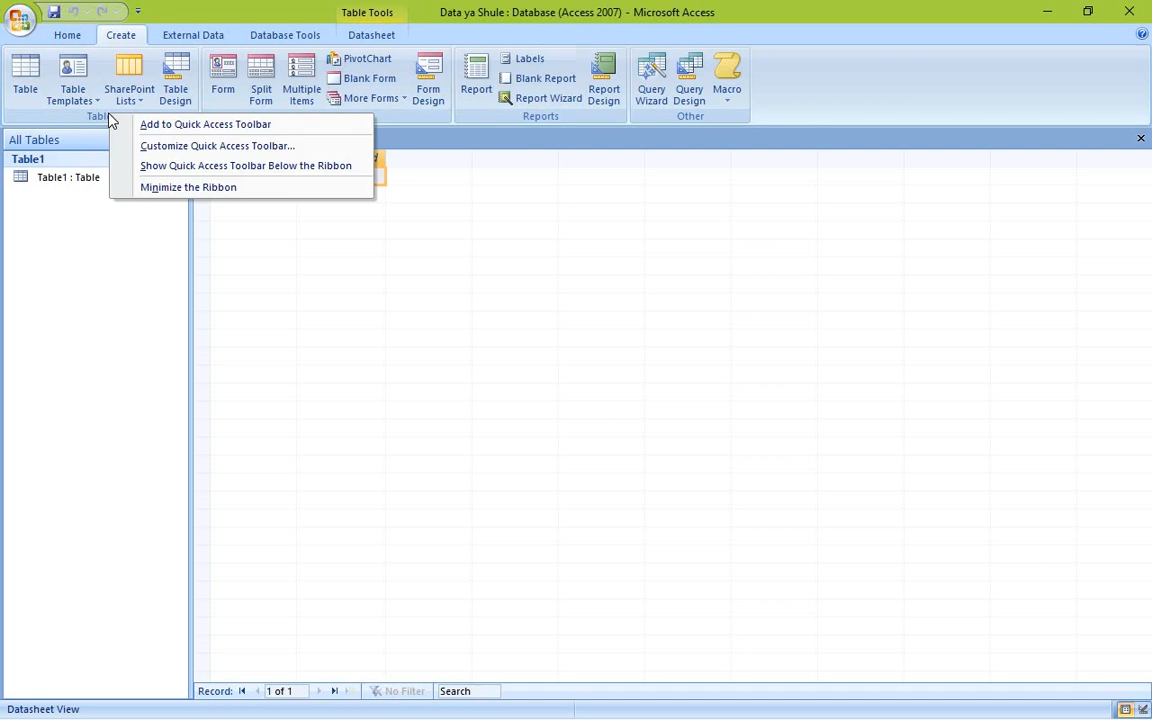 Table Tools
Data ya Shule : Database (Access 2007) - Microsoft Access
Home
Create
External Data
Database Tools
Datasheet
Table
Table Templates
SharePoint Lists
Table Design
Form
Split Form
Multiple Items
PivotChart
Blank Form
More Forms
Form Design
Report
Labels
Blank Report
Report Wizard
Report Design
Query Wizard
Query Design
Macro
Reports
Other
Add to Quick Access Toolbar
Customize Quick Access Toolbar...
Show Quick Access Toolbar Below the Ribbon
Minimize the Ribbon
All Tables
Table1
Table1 : Table
Record:
1 of 1
No Filter
Search
Datasheet View